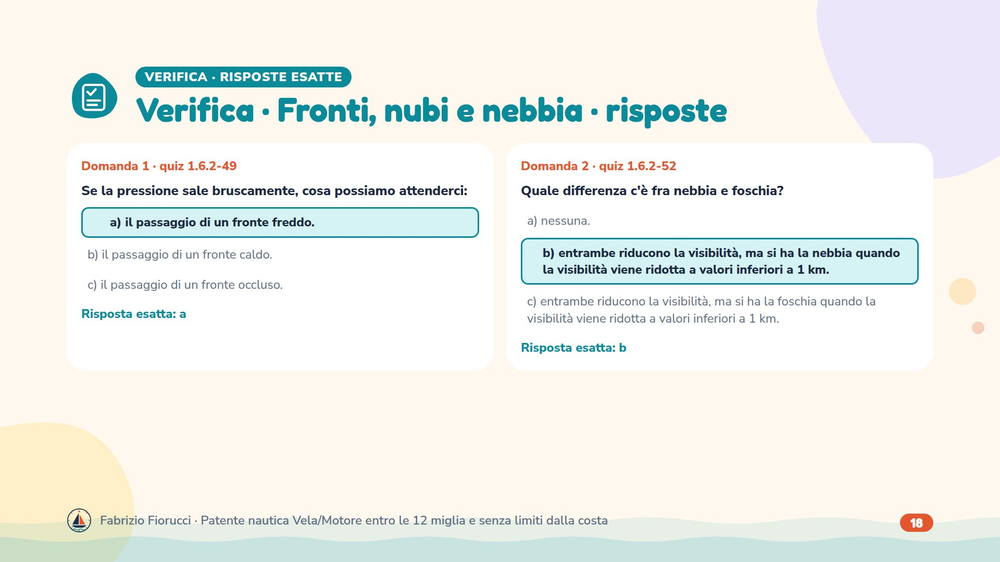 VERIFICA · RISPOSTE ESATTE
Verifica · Fronti, nubi e nebbia · risposte
Domanda 1 · quiz 1.6.2-49
Se la pressione sale bruscamente, cosa possiamo attenderci:
a) il passaggio di un fronte freddo.
b) il passaggio di un fronte caldo.
c) il passaggio di un fronte occluso.
Risposta esatta: a
Domanda 2 · quiz 1.6.2-52
Quale differenza c'è fra nebbia e foschia?
a) nessuna.
b) entrambe riducono la visibilità, ma si ha la nebbia quando
la visibilità viene ridotta a valori inferiori a 1 km.
c) entrambe riducono la visibilità, ma si ha la foschia quando la
visibilità viene ridotta a valori inferiori a 1 km.
Risposta esatta: b
Fabrizio Fiorucci · Patente nautica Vela/Motore entro le 12 miglia e senza limiti dalla costa
18